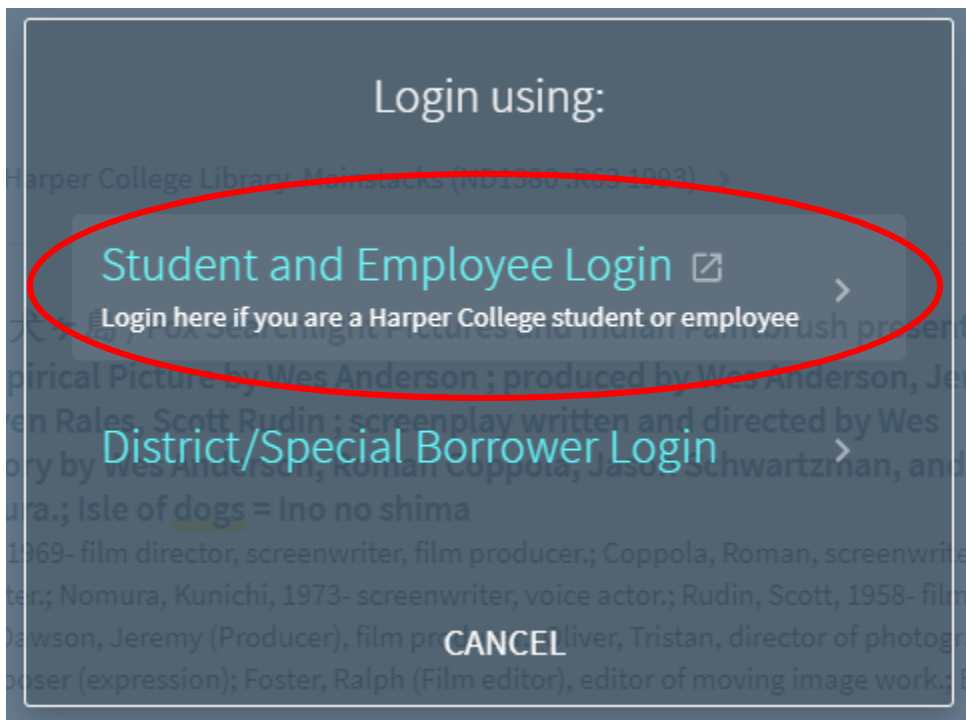 Login using:
Harper College Library Mainstacks (ND1380 .R63 1993) >
Student and Employee Login
Login here if you are a Harper College student or employee
犬ヶ島 / Fox Searchlight Pictures and Indian Paintbrush present
pirical Picture by Wes Anderson ; produced by Wes Anderson, Je
en Rales, Scott Rudin ; screenplay written and directed by Wes
District/Special Borrower Login
ory by Wes Anderson, Roman Coppola, Jason Schwartzman, and
ura.; Isle of dogs = Ino no shima
1969- film director, screenwriter, film producer.; Coppola, Roman, screenwrite
ter.; Nomura, Kunichi, 1973- screenwriter, voice actor.; Rudin, Scott, 1958- film
Dawson, Jeremy (Producer), film Oliver, Tristan, director of photogr
CANCEL
poser (expression); Foster, Ralph (Film editor), editor of moving image work.;